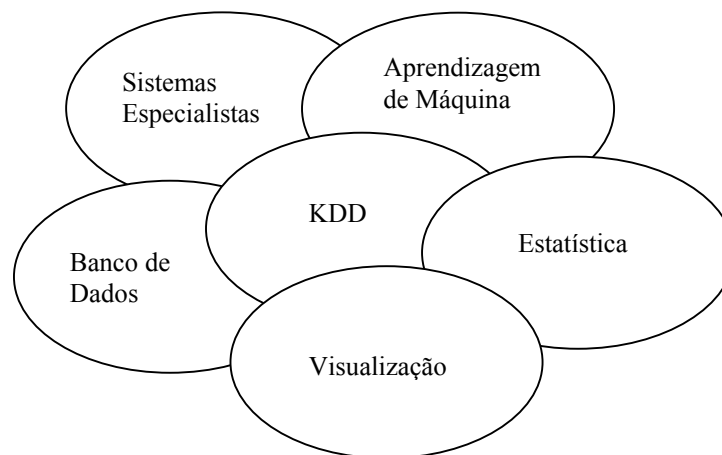 Sistemas
Especialistas
Aprendizagem
de Máquina
KDD
Estatística
Banco de
Dados
Visualização